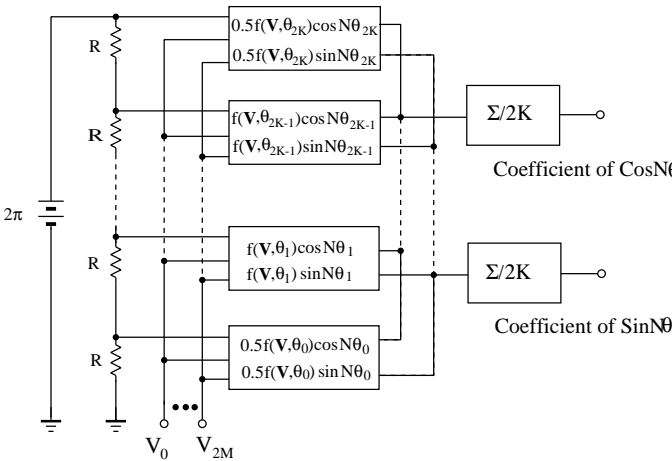 0.5f(V,θ2K)cosNθ2K
R
0.5f(V,θ2K)sinNθ2K
f(V,θ2K-1)cosNθ2K-1
Σ/2K
R
f(V,θ2K-1)sinNθ2K-1
Coefficient of CosNθ
2π
f(V,θ1)cosNθ1
R
f(V,θ1)sinNθ1
Σ/2K
Coefficient of SinNθ
0.5f(V,θ0)cosNθ0
R
0.5f(V,θ0)sinNθ0
V0
V2M